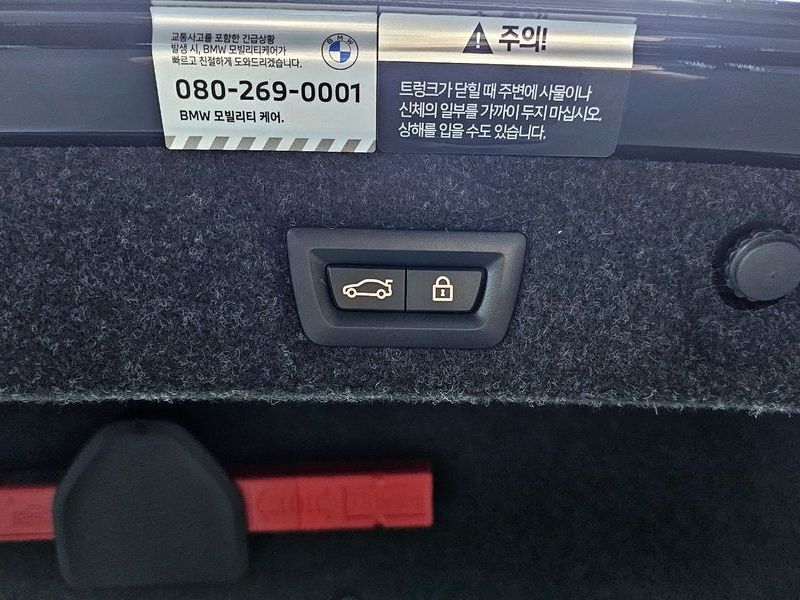 교통사고를 포함한 긴급상황
발생 시, BMW 모빌리티케어가
빠르고 친절하게 도와드리겠습니다.
BMW
080-269-0001
BMW 모빌리티 케어.
주의!
트렁크가 닫힐 때 주변에 사물이나
신체의 일부를 가까이 두지 마십시오.
상해를 입을 수도 있습니다.